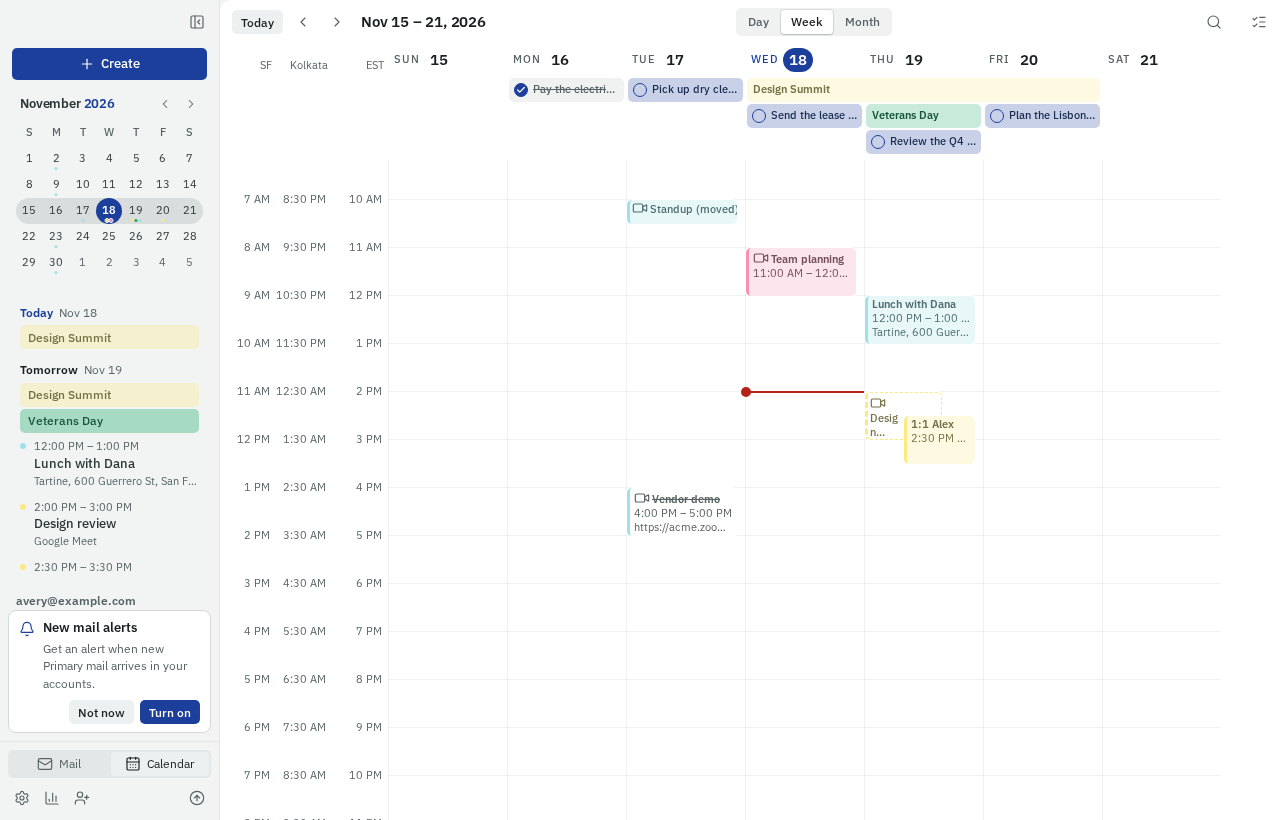 Today
Nov 15 – 21, 2026
Day
Week
Month
Create
November 2026
S M T W T F S
1 2 3 4 5 6 7
8 9 10 11 12 13 14
15 16 17 18 19 20 21
22 23 24 25 26 27 28
29 30 1 2 3 4 5
Today Nov 18
Design Summit
Tomorrow Nov 19
Design Summit
Veterans Day
12:00 PM – 1:00 PM
Lunch with Dana
Tartine, 600 Guerrero St, San F...
2:00 PM – 3:00 PM
Design review
Google Meet
2:30 PM – 3:30 PM
avery@example.com
New mail alerts
Get an alert when new
Primary mail arrives in your
accounts.
Not now
Turn on
Mail
Calendar
SF Kolkata EST
SUN 15
MON 16
TUE 17
WED 18
THU 19
FRI 20
SAT 21
Pay the electri...
Pick up dry cle...
Design Summit
Send the lease ...
Veterans Day
Plan the Lisbon...
Review the Q4 ...
7 AM 8:30 PM 10 AM
8 AM 9:30 PM 11 AM
9 AM 10:30 PM 12 PM
10 AM 11:30 PM 1 PM
11 AM 12:30 AM 2 PM
12 PM 1:30 AM 3 PM
1 PM 2:30 AM 4 PM
2 PM 3:30 AM 5 PM
3 PM 4:30 AM 6 PM
4 PM 5:30 AM 7 PM
5 PM 6:30 AM 8 PM
6 PM 7:30 AM 9 PM
7 PM 8:30 AM 10 PM
Standup (moved)
Team planning
11:00 AM – 12:0...
Lunch with Dana
12:00 PM – 1:00 ...
Tartine, 600 Guer...
Desig
n...
1:1 Alex
2:30 PM ...
Vendor demo
4:00 PM – 5:00 PM
https://acme.zoo...